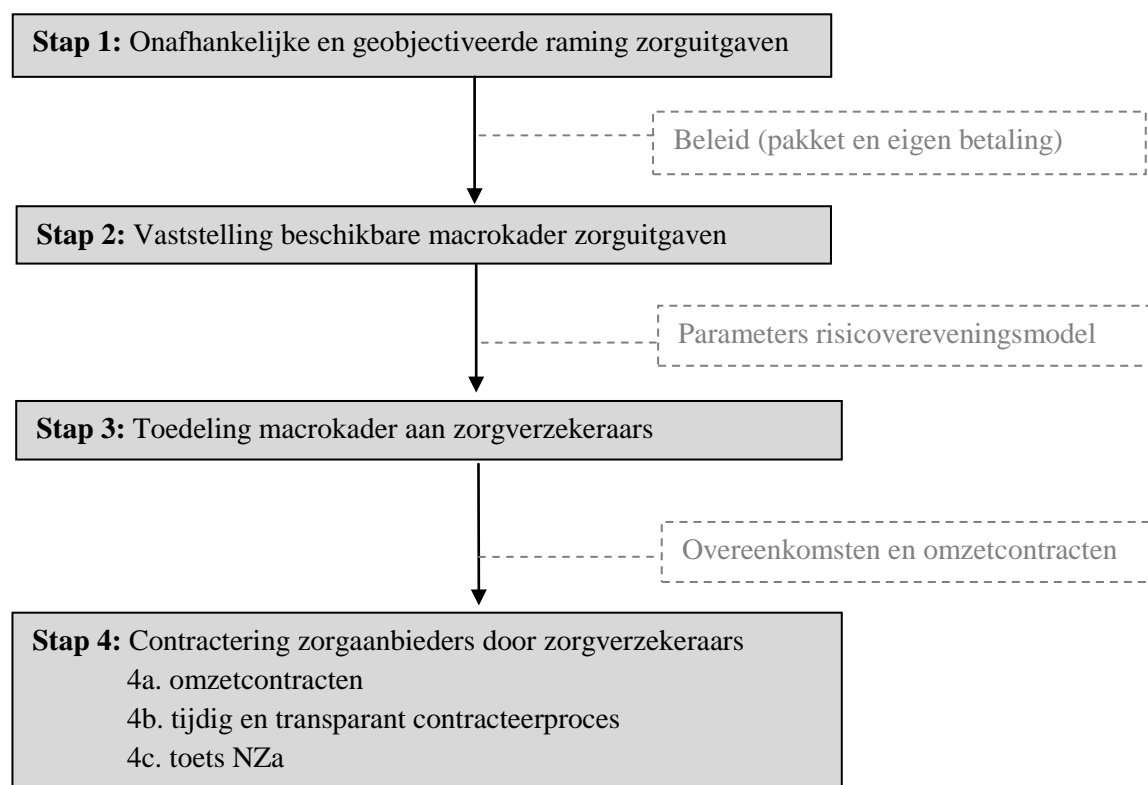 Stap 1: Onafhankelijke en geobjectiveerde raming zorguitgaven
Beleid (pakket en eigen betaling)
Stap 2: Vaststelling beschikbare macrokader zorguitgaven
Parameters risicovereveningsmodel
Stap 3: Toedeling macrokader aan zorgverzekeraars
Overeenkomsten en omzetcontracten
Stap 4: Contractering zorgaanbieders door zorgverzekeraars
4a. omzetcontracten
4b. tijdig en transparant contracteerproces
4c. toets NZa